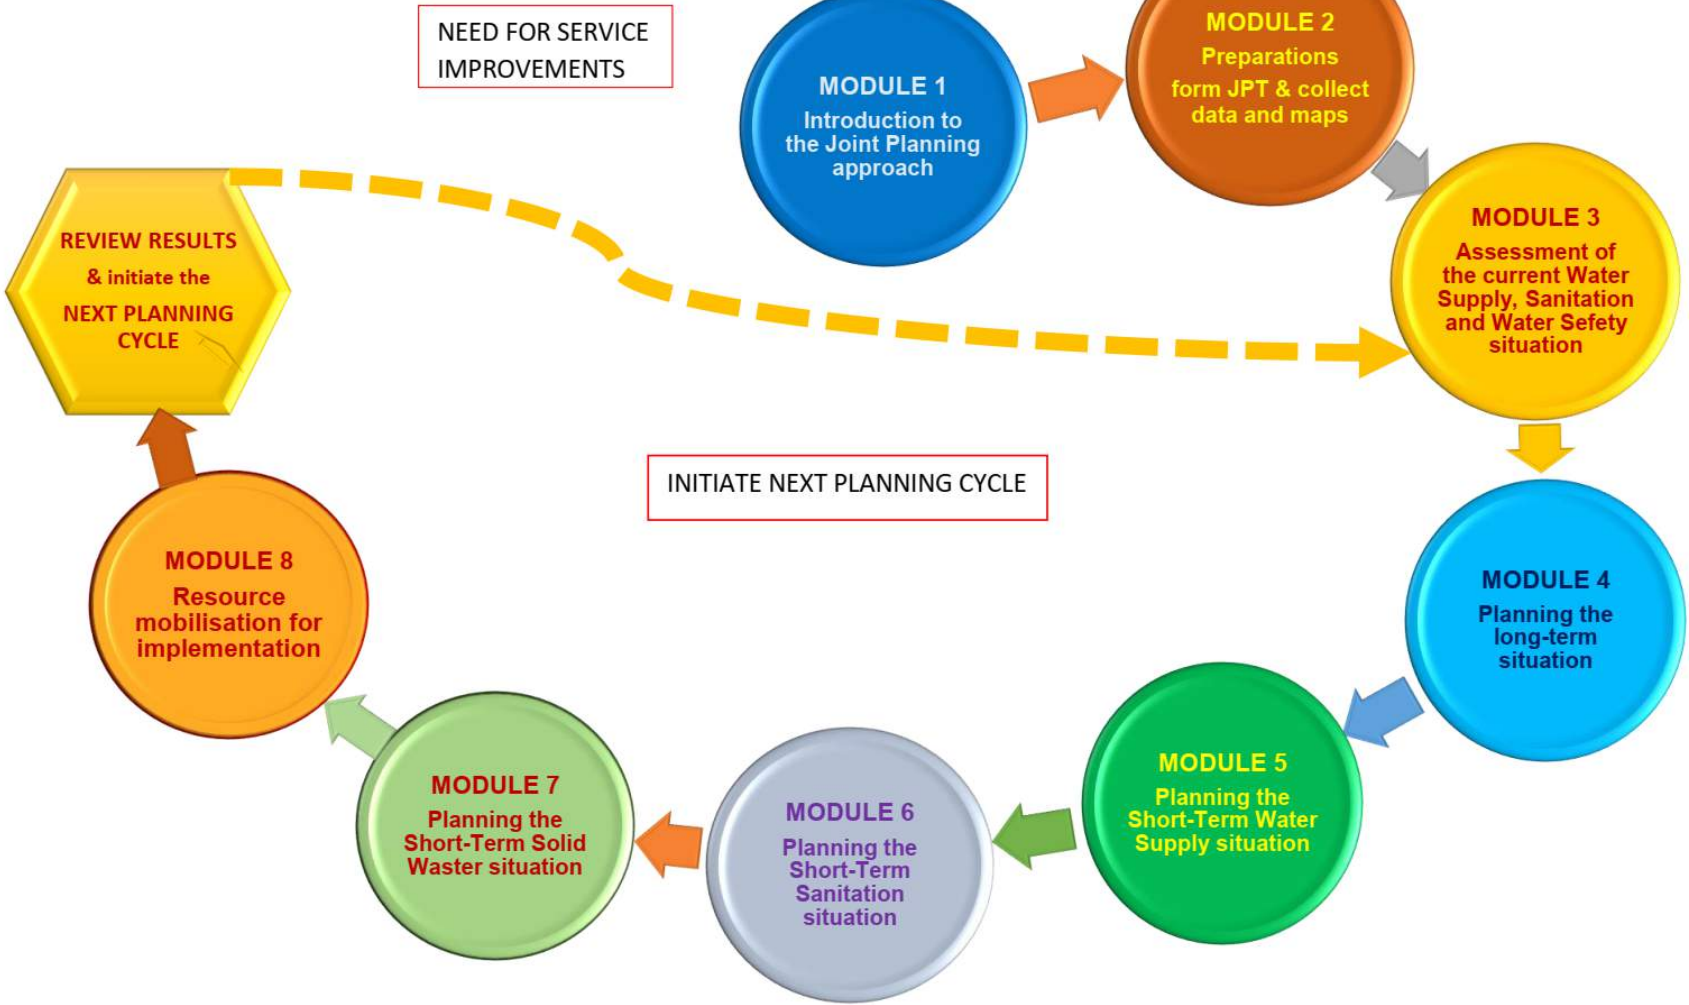 NEED FOR SERVICE
IMPROVEMENTS
MODULE 1
Introduction to
the Joint Planning
approach
MODULE 2
Preparations
form JPT & collect
data and maps
MODULE 3
Assessment of
the current Water
Supply, Sanitation
and Water Sefety
situation
MODULE 4
Planning the
long-term
situation
MODULE 5
Planning the
Short-Term Water
Supply situation
MODULE 6
Planning the
Short-Term
Sanitation
situation
MODULE 7
Planning the
Short-Term Solid
Waster situation
MODULE 8
Resource
mobilisation for
implementation
REVIEW RESULTS
& initiate the
NEXT PLANNING
CYCLE
INITIATE NEXT PLANNING CYCLE